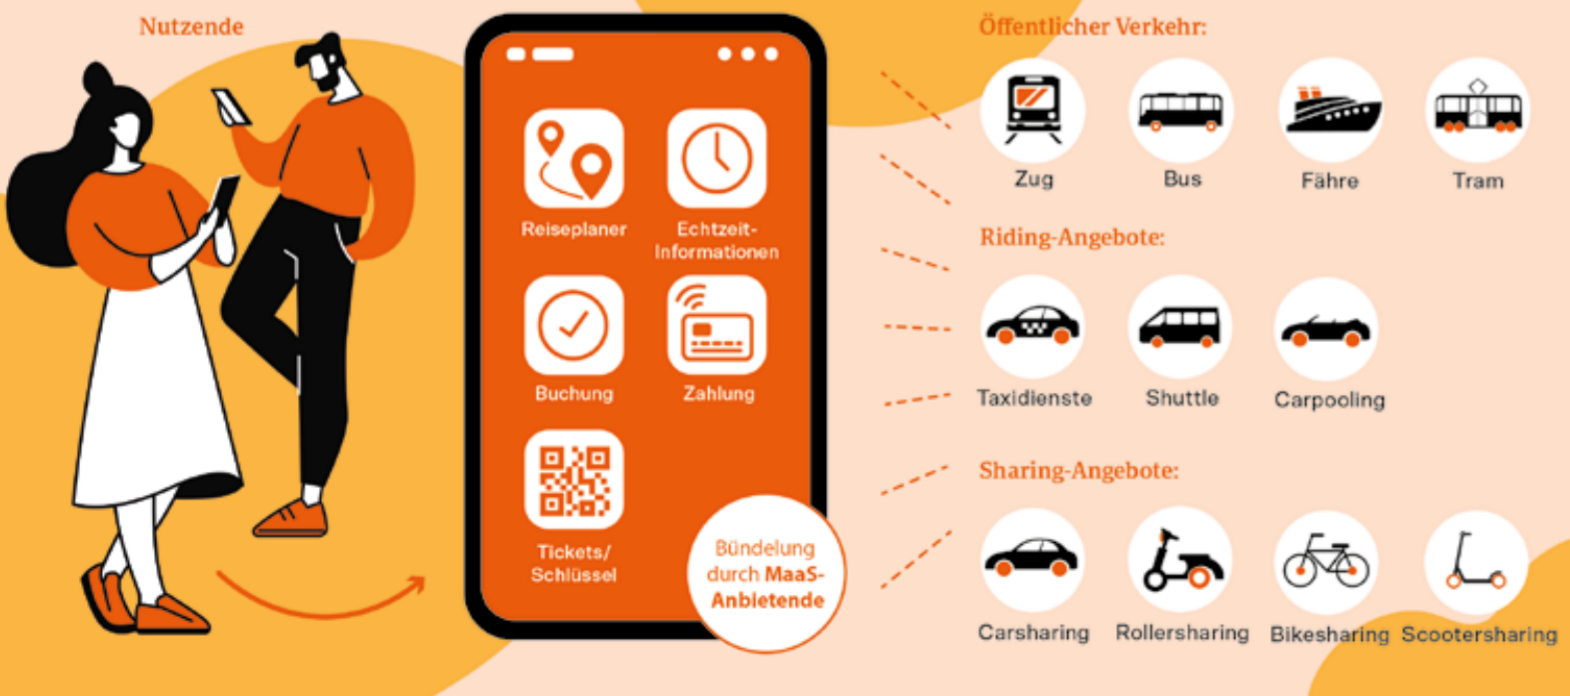 Nutzende
Reiseplaner
Echtzeit-
Informationen
Buchung
Zahlung
Tickets/
Schlüssel
Bündelung
durch MaaS-
Anbietende
Öffentlicher Verkehr:
Zug
Bus
Fähre
Tram
Riding-Angebote:
Taxidienste
Shuttle
Carpooling
Sharing-Angebote:
Carsharing
Rollersharing
Bikesharing
Scootersharing